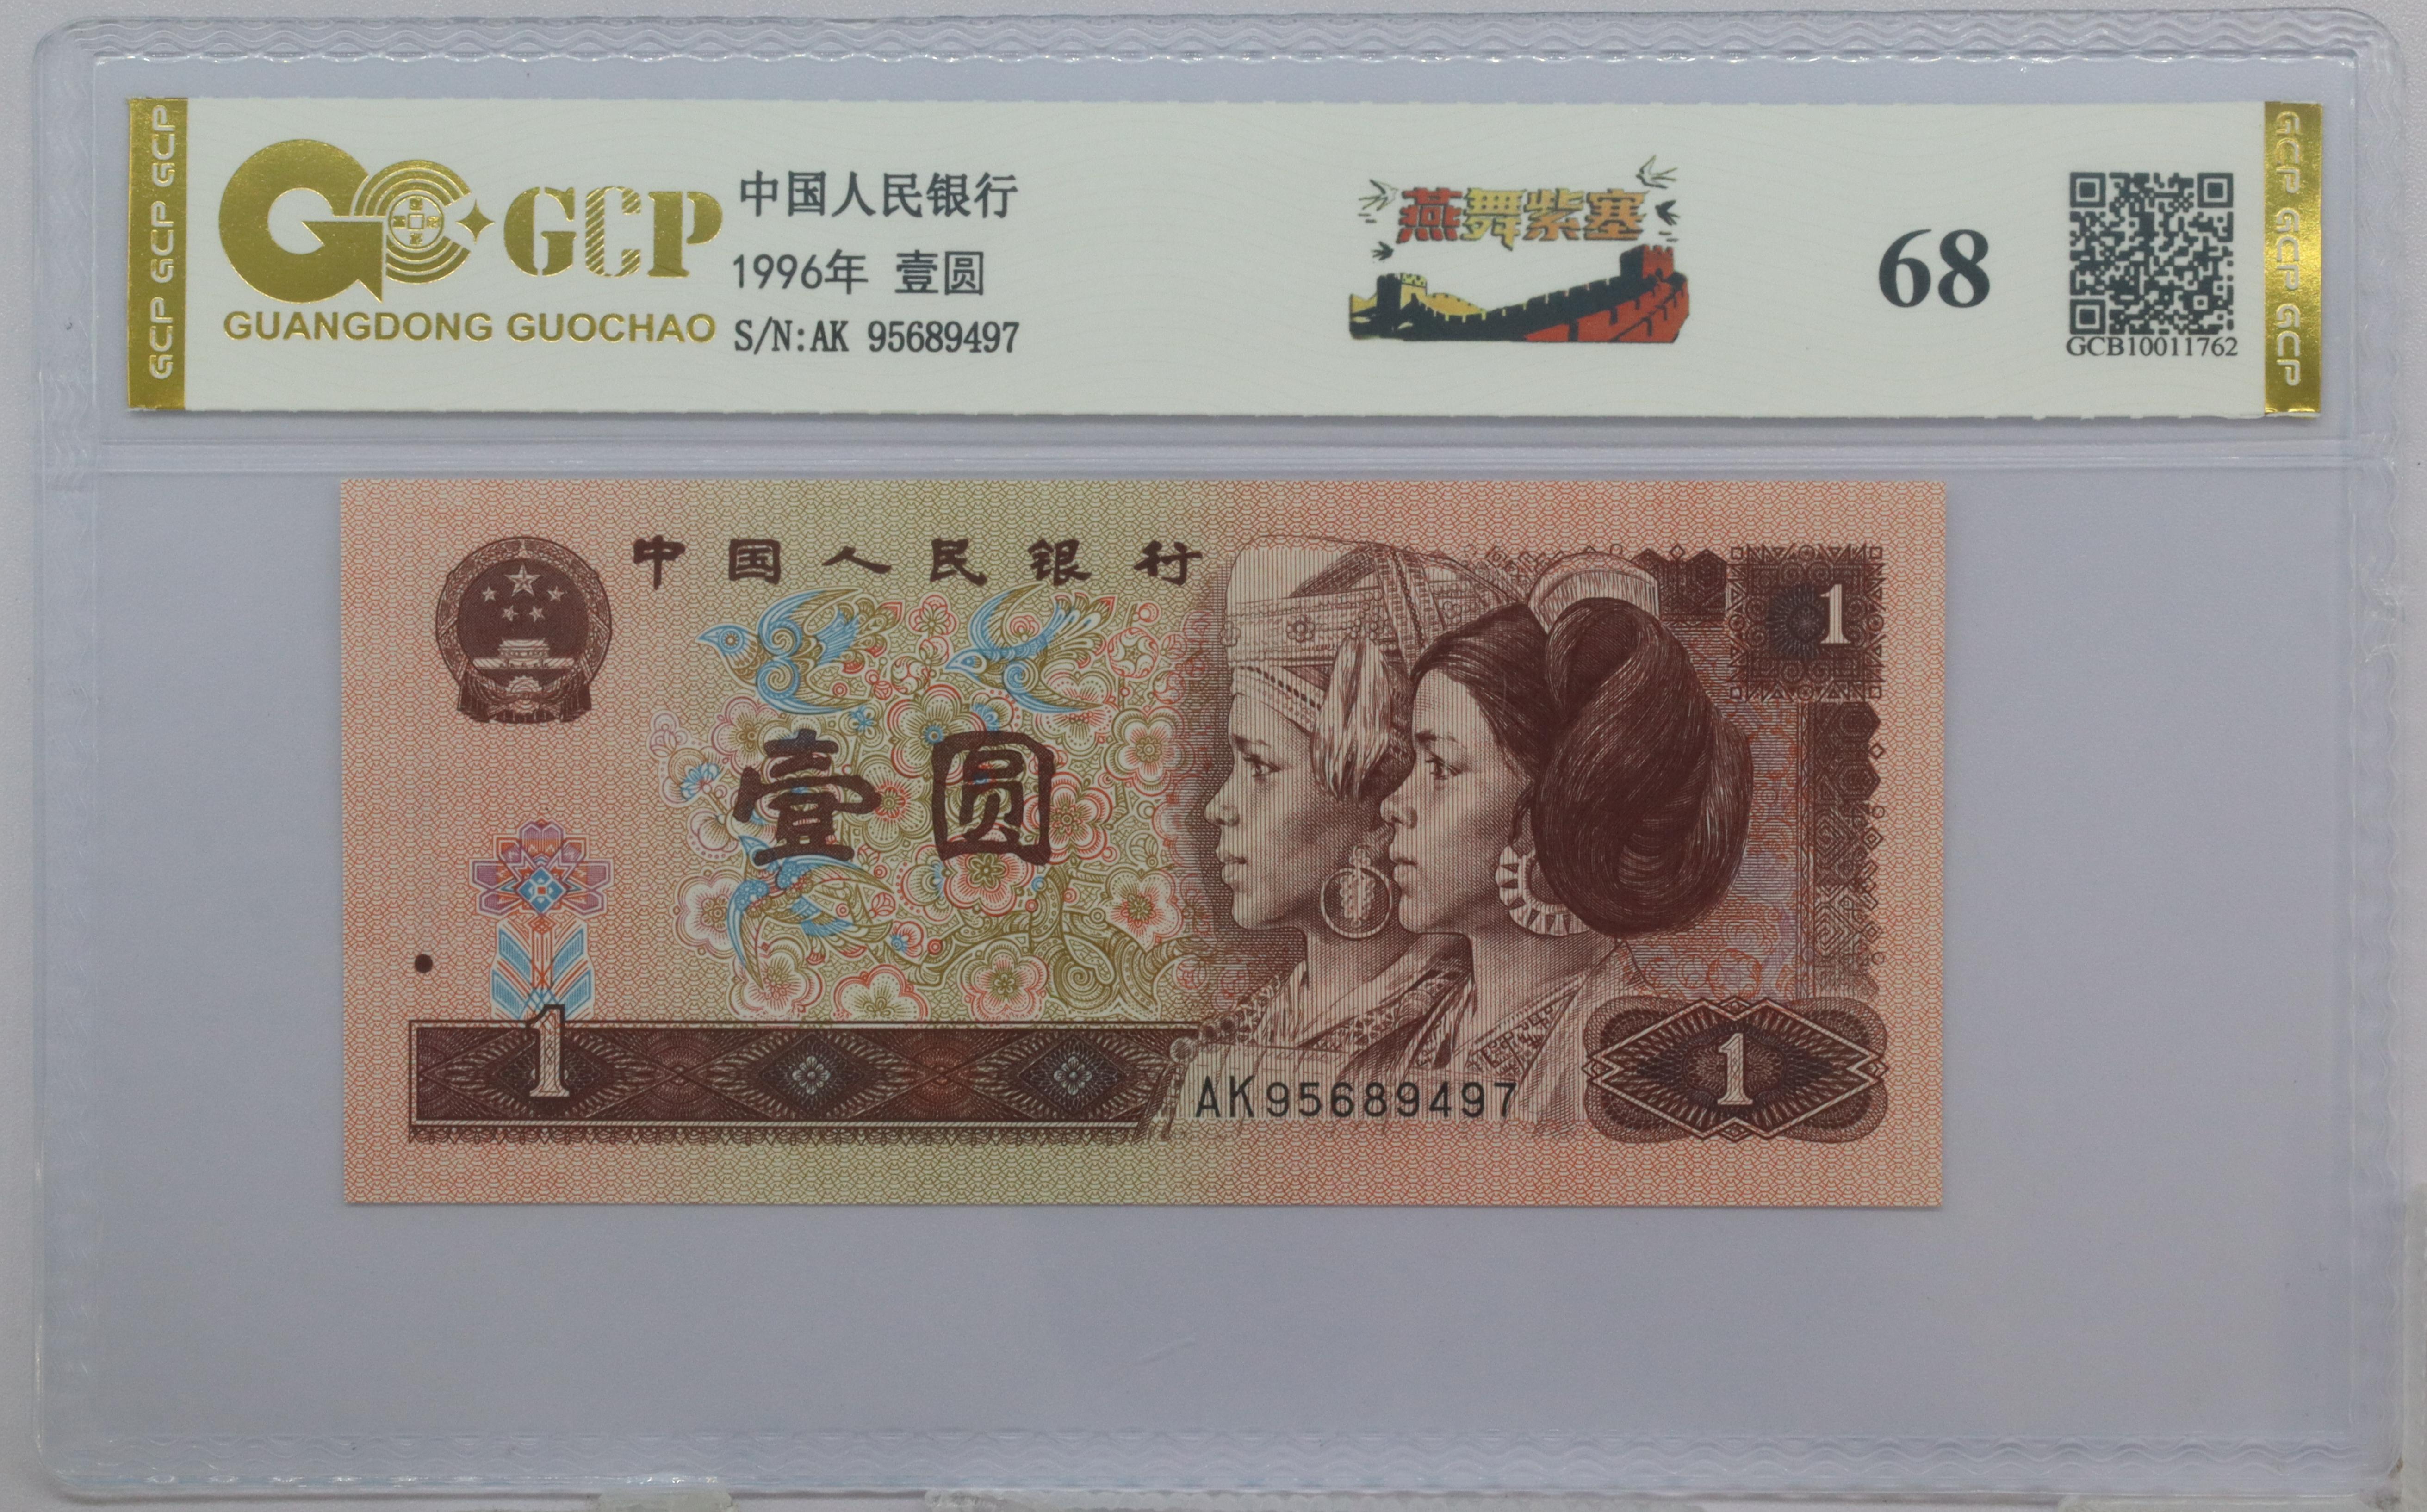 GCP GCP GCP
GCP
GUANGDONG GUOCHAO
中国人民银行
1996年 壹圆
S/N:AK 95689497
燕舞紫塞
68
GCB10011762
GCP GCP GCP
中国人民银行
1
壹圆
1
AK95689497
1